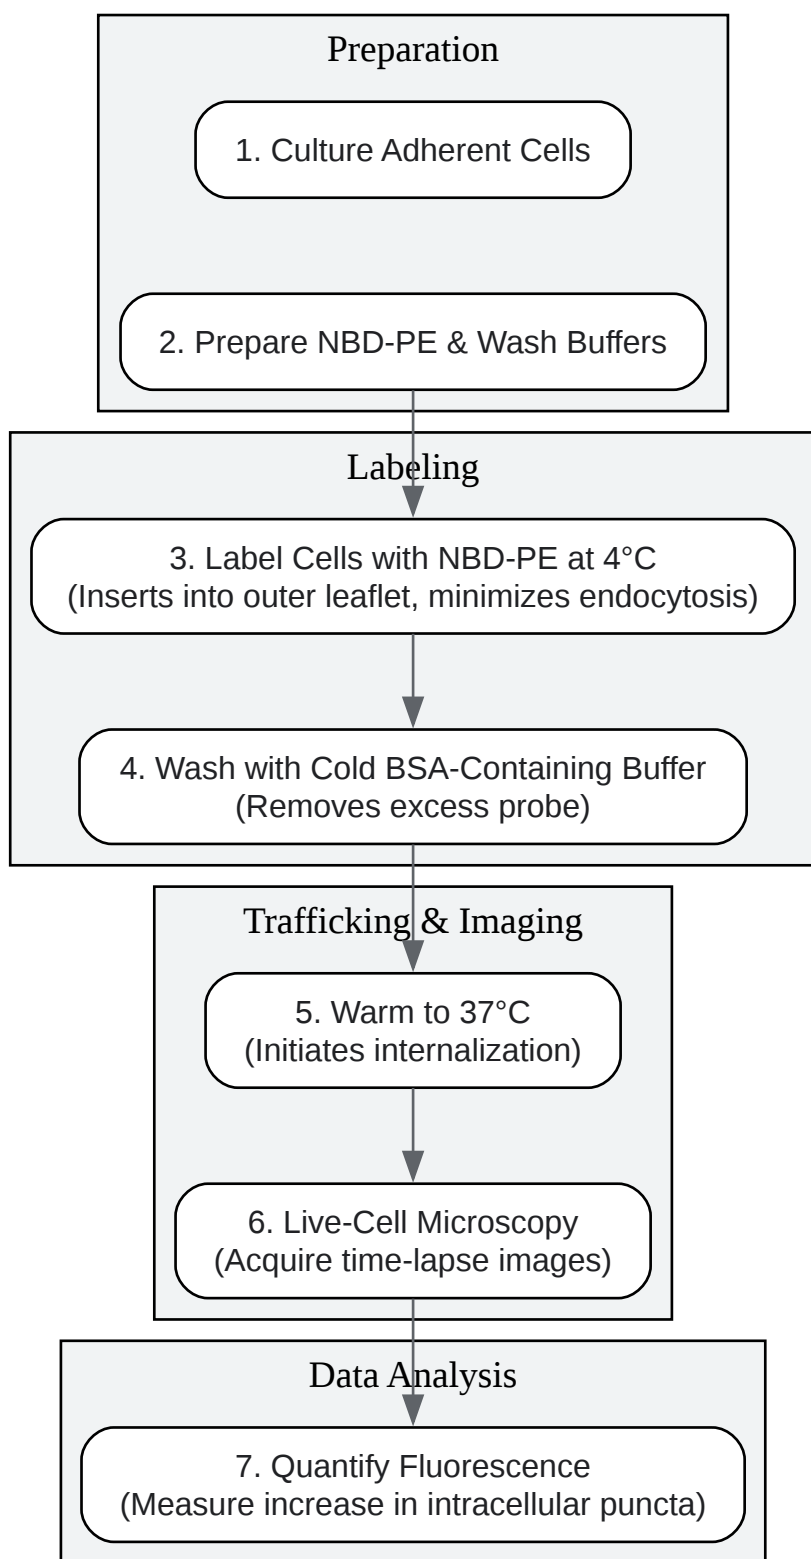 Preparation
1. Culture Adherent Cells
2. Prepare NBD-PE & Wash Buffers
Labeling
3. Label Cells with NBD-PE at 4°C
(Inserts into outer leaflet, minimizes endocytosis)
4. Wash with Cold BSA-Containing Buffer
(Removes excess probe)
Trafficking & Imaging
5. Warm to 37°C
(Initiates internalization)
6. Live-Cell Microscopy
(Acquire time-lapse images)
Data Analysis
7. Quantify Fluorescence
(Measure increase in intracellular puncta)